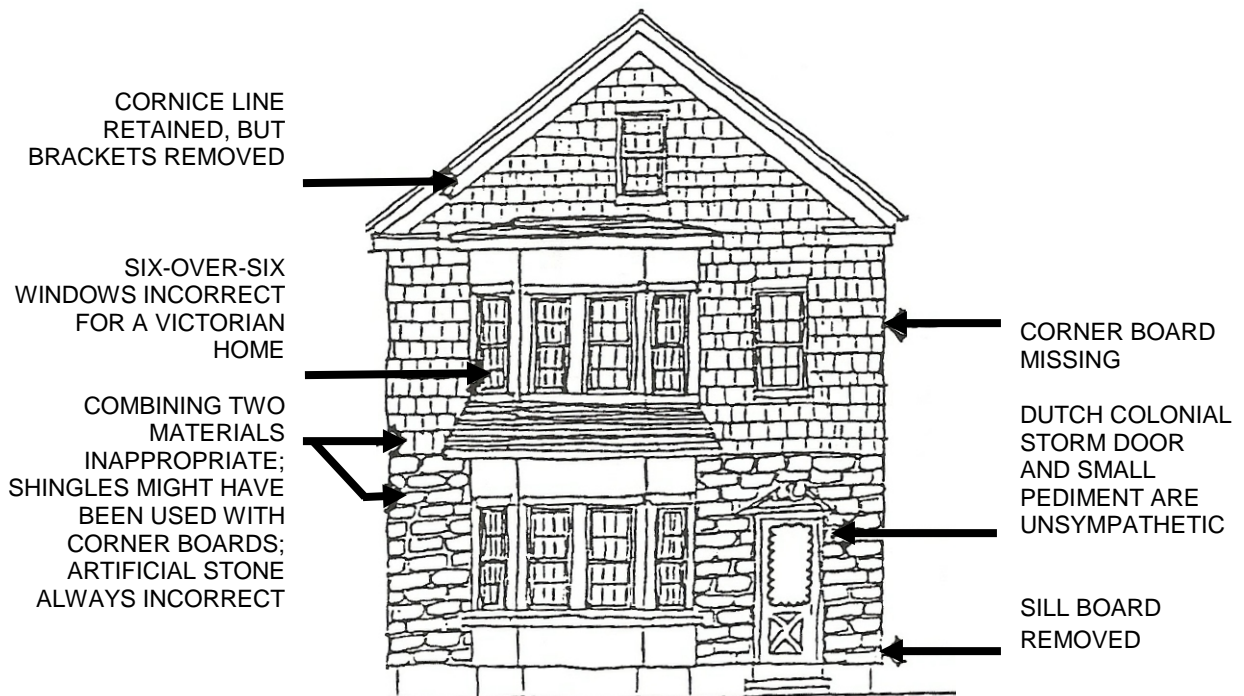 CORNICE LINE
RETAINED, BUT
BRACKETS REMOVED
SIX-OVER-SIX
WINDOWS INCORRECT
FOR A VICTORIAN
HOME
COMBINING TWO
MATERIALS
INAPPROPRIATE;
SHINGLES MIGHT HAVE
BEEN USED WITH
CORNER BOARDS;
ARTIFICIAL STONE
ALWAYS INCORRECT
CORNER BOARD
MISSING
DUTCH COLONIAL
STORM DOOR
AND SMALL
PEDIMENT ARE
UNSYMPATHETIC
SILL BOARD
REMOVED